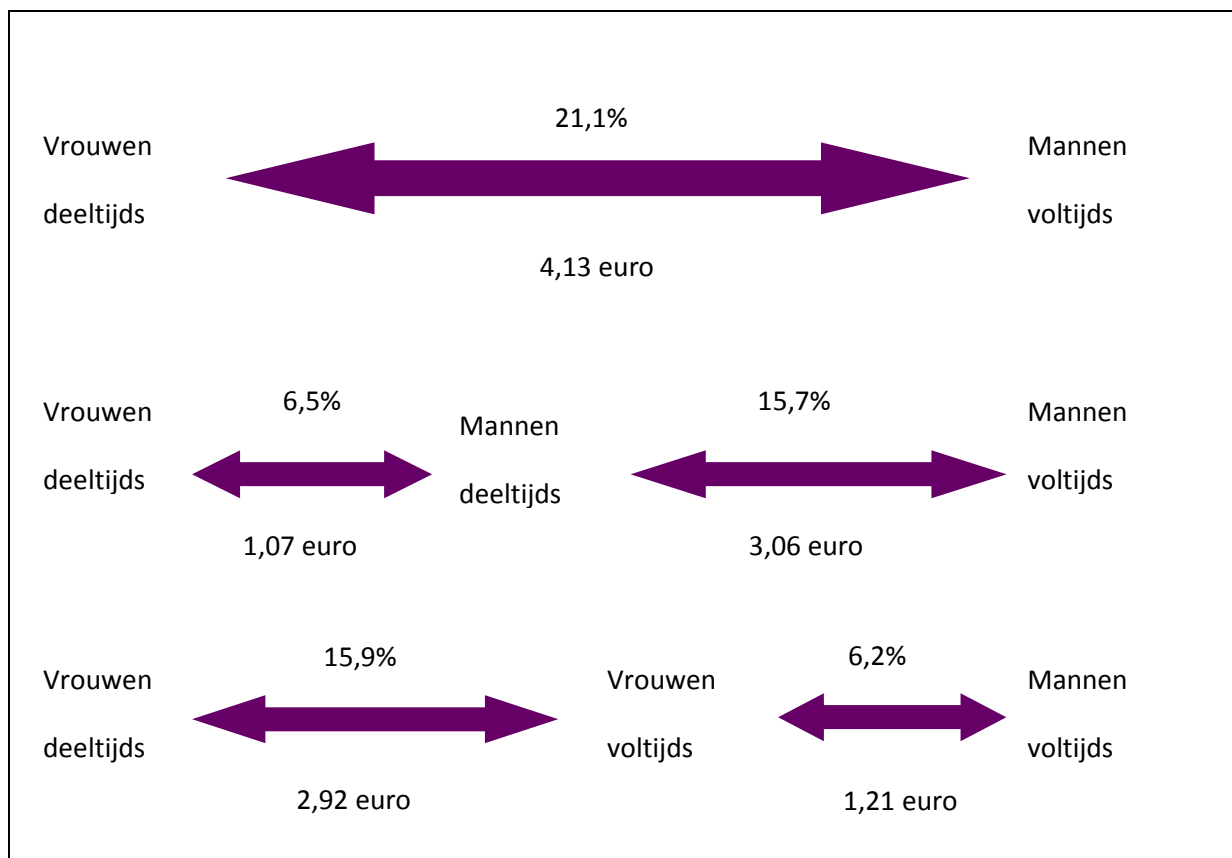 21,1%
Vrouwen
deeltijds
Mannen
voltijds
4,13 euro
6,5%
15,7%
Vrouwen
deeltijds
Mannen
deeltijds
Mannen
voltijds
1,07 euro
3,06 euro
15,9%
6,2%
Vrouwen
deeltijds
Vrouwen
voltijds
Mannen
voltijds
2,92 euro
1,21 euro